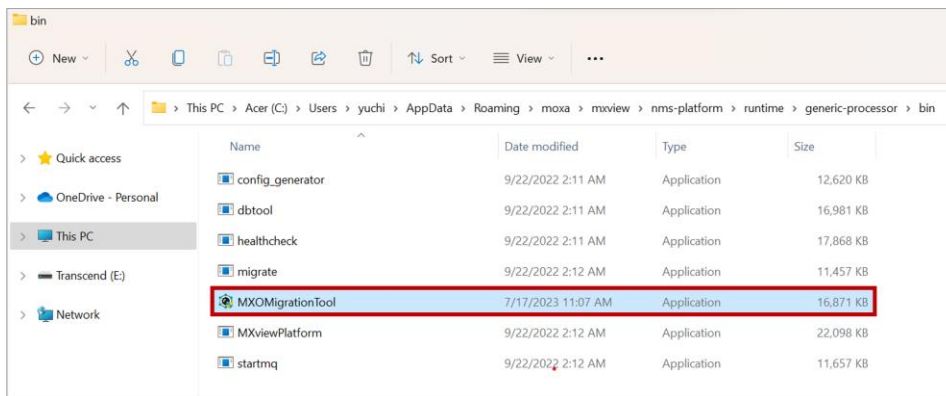 bin
New Sort View ...
This PC > Acer (C:) > Users > yuchi > AppData > Roaming > moxa > mxview > nms-platform > runtime > generic-processor > bin
Name Date modified Type Size
Quick access
OneDrive - Personal
This PC
Transcend (E:)
Network
config_generator 9/22/2022 2:11 AM Application 12,620 KB
dbtool 9/22/2022 2:11 AM Application 16,981 KB
healthcheck 9/22/2022 2:11 AM Application 17,868 KB
migrate 9/22/2022 2:12 AM Application 11,457 KB
MXOMigrationTool 7/17/2023 11:07 AM Application 16,871 KB
MXviewPlatform 9/22/2022 2:12 AM Application 22,098 KB
startmq 9/22/2022 2:12 AM Application 11,657 KB